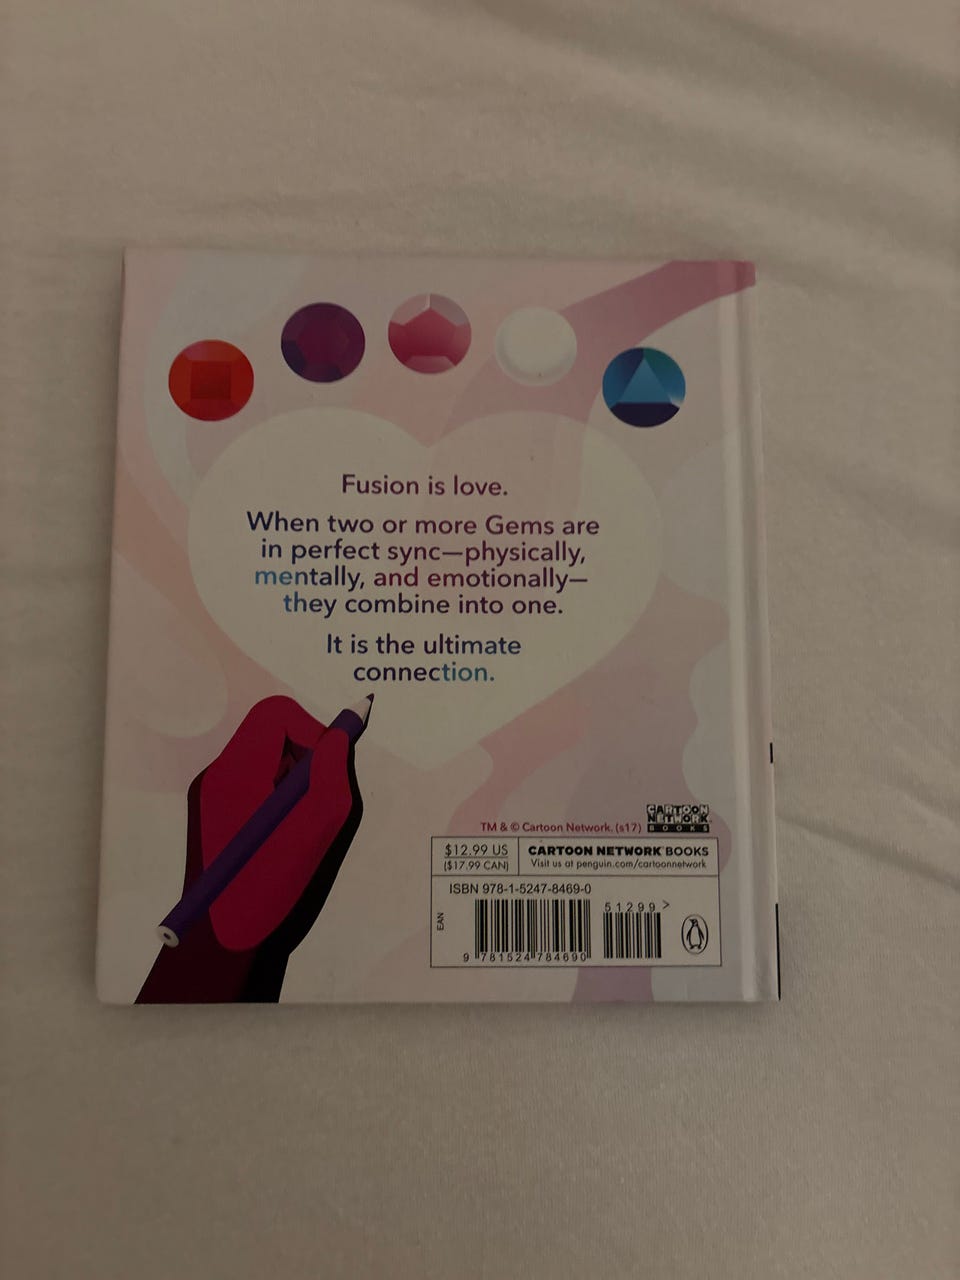 Fusion is love.
When two or more Gems are
in perfect sync—physically,
mentally, and emotionally—
they combine into one.
It is the ultimate
connection.
CARTOON
NETWORK
BOOKS
TM & © Cartoon Network. (s17)
$12.99 US
($17.99 CAN)
CARTOON NETWORK BOOKS
Visit us at penguin.com/cartoonnetwork
ISBN 978-1-5247-8469-0
51299>
EAN
9 781524 784690